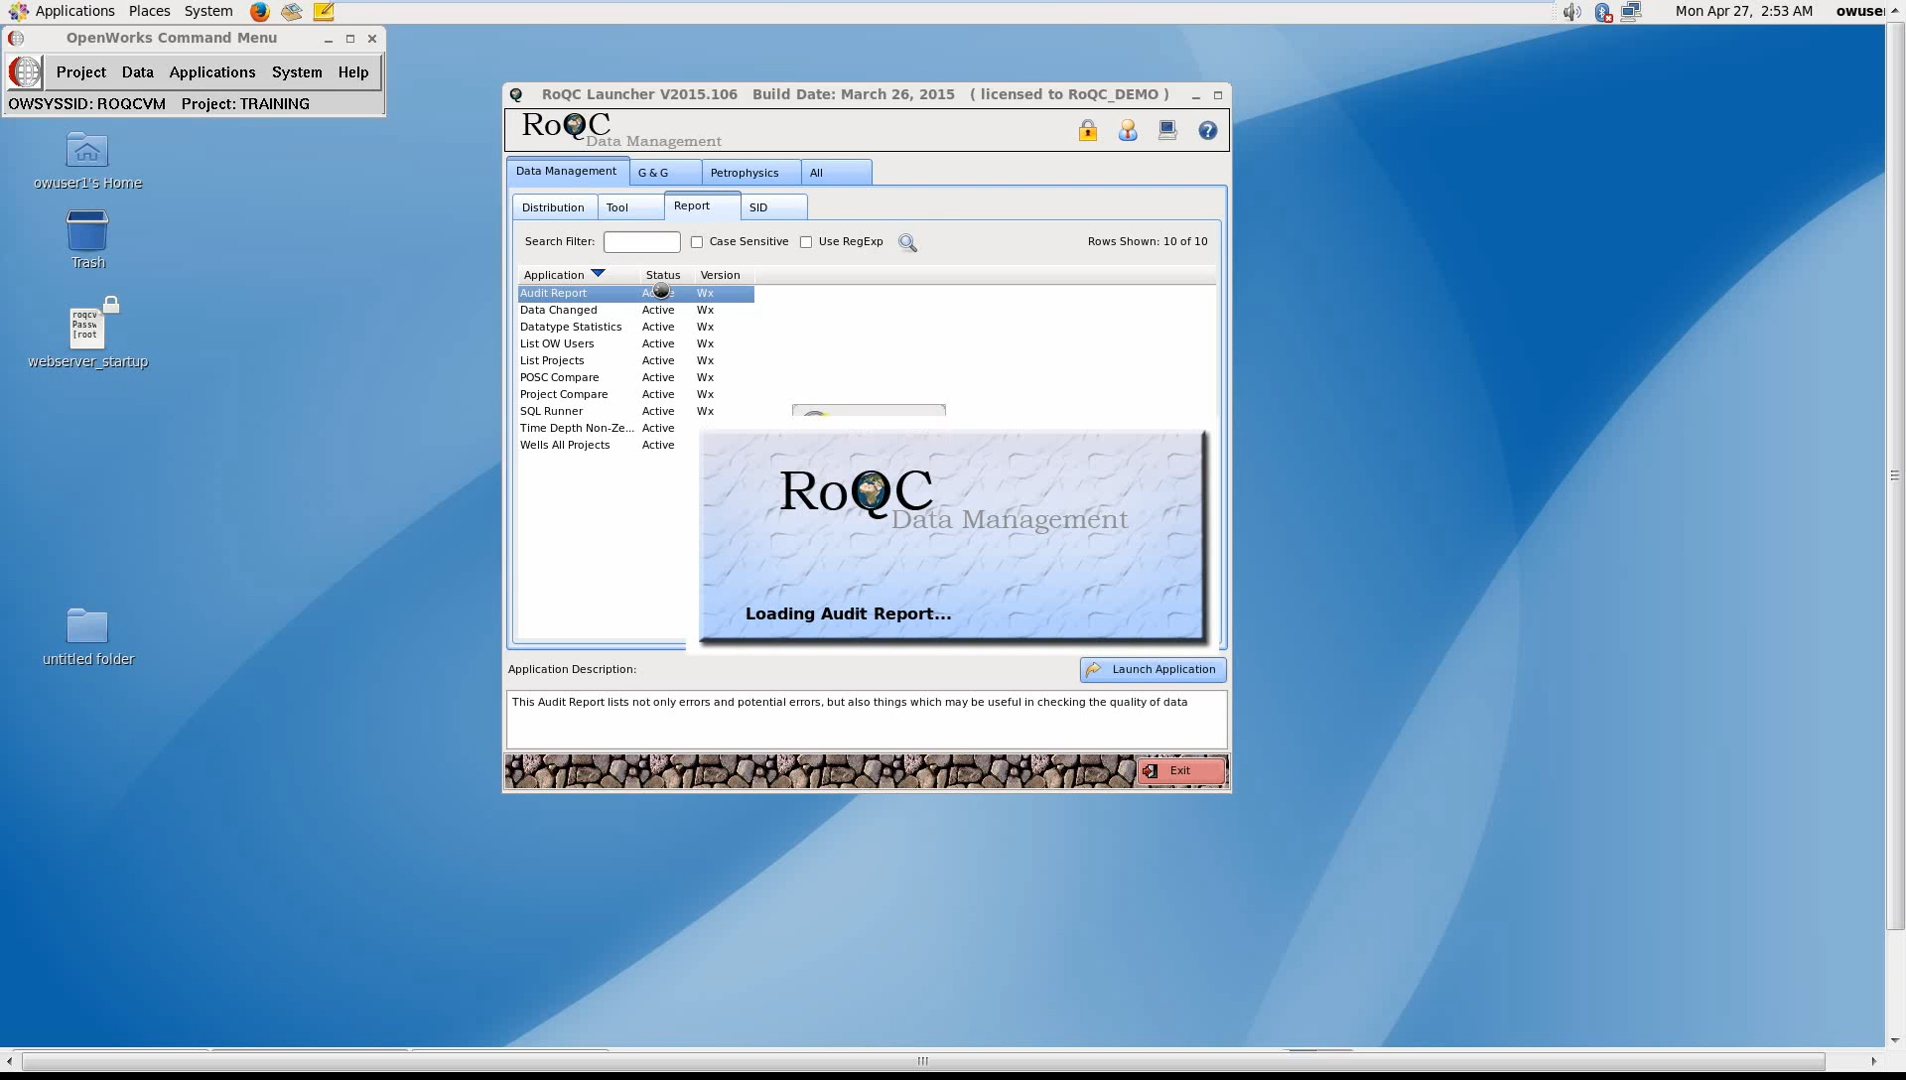 Applications Places System
Mon Apr 27, 2:53 AM owuser
OpenWorks Command Menu
Project Data Applications System Help
OWSYSSID: ROQCVM Project: TRAINING
owuser1's Home
Trash
roqcv
Passw
[root
webserver_startup
untitled folder
RoQC Launcher V2015.106 Build Date: March 26, 2015 ( licensed to RoQC_DEMO )
RoQC
Data Management
Data Management G & G Petrophysics All
Distribution Tool Report SID
Search Filter: Case Sensitive Use RegExp Rows Shown: 10 of 10
Application Status Version
Audit Report Wx
Data Changed Active Wx
Datatype Statistics Active Wx
List OW Users Active Wx
List Projects Active Wx
POSC Compare Active Wx
Project Compare Active Wx
SQL Runner Active Wx
Time Depth Non-Ze... Active
Wells All Projects Active
RoQC
Data Management
Loading Audit Report...
Application Description: Launch Application
This Audit Report lists not only errors and potential errors, but also things which may be useful in checking the quality of data
Exit